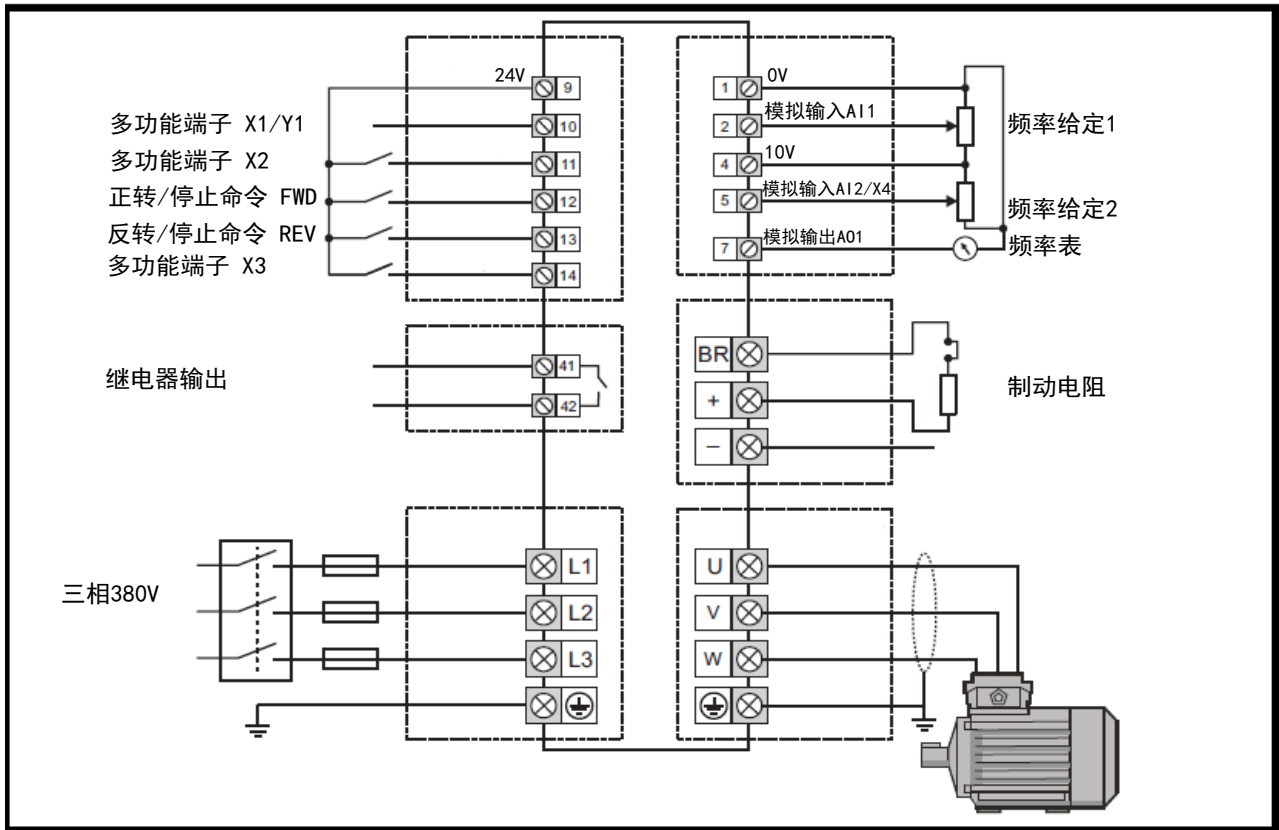 24V
9
多功能端子 X1/Y1
10
多功能端子 X2
11
正转/停止命令 FWD
12
反转/停止命令 REV
13
多功能端子 X3
14
1
0V
2
模拟输入AI1
频率给定1
4
10V
5
模拟输入AI2/X4
频率给定2
7
模拟输出AO1
频率表
继电器输出
41
42
BR
+
−
制动电阻
三相380V
L1
L2
L3
U
V
W